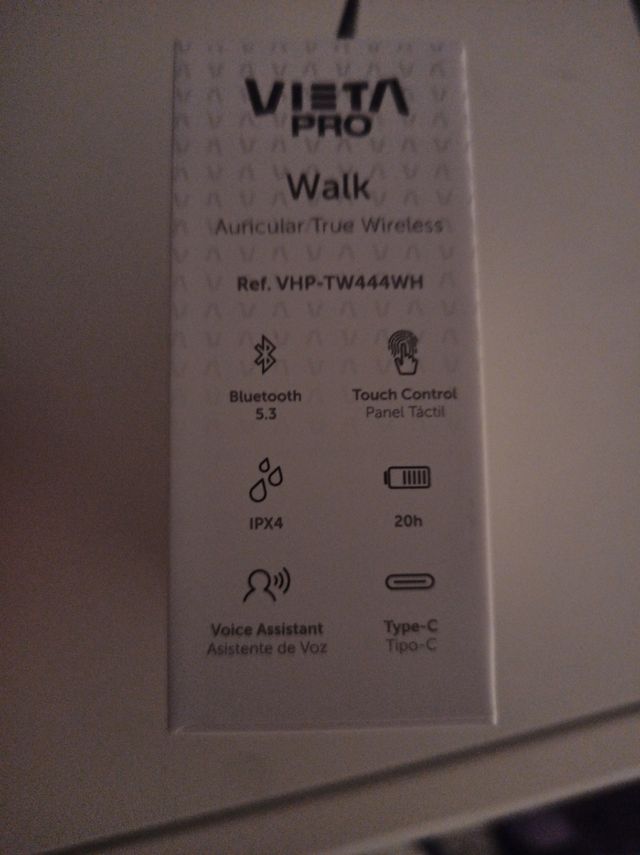 VIETA
PRO
Walk
Auricular True Wireless
Ref. VHP-TW444WH
Bluetooth
5.3
Touch Control
Panel Táctil
IPX4
20h
Voice Assistant
Asistente de Voz
Type-C
Tipo-C